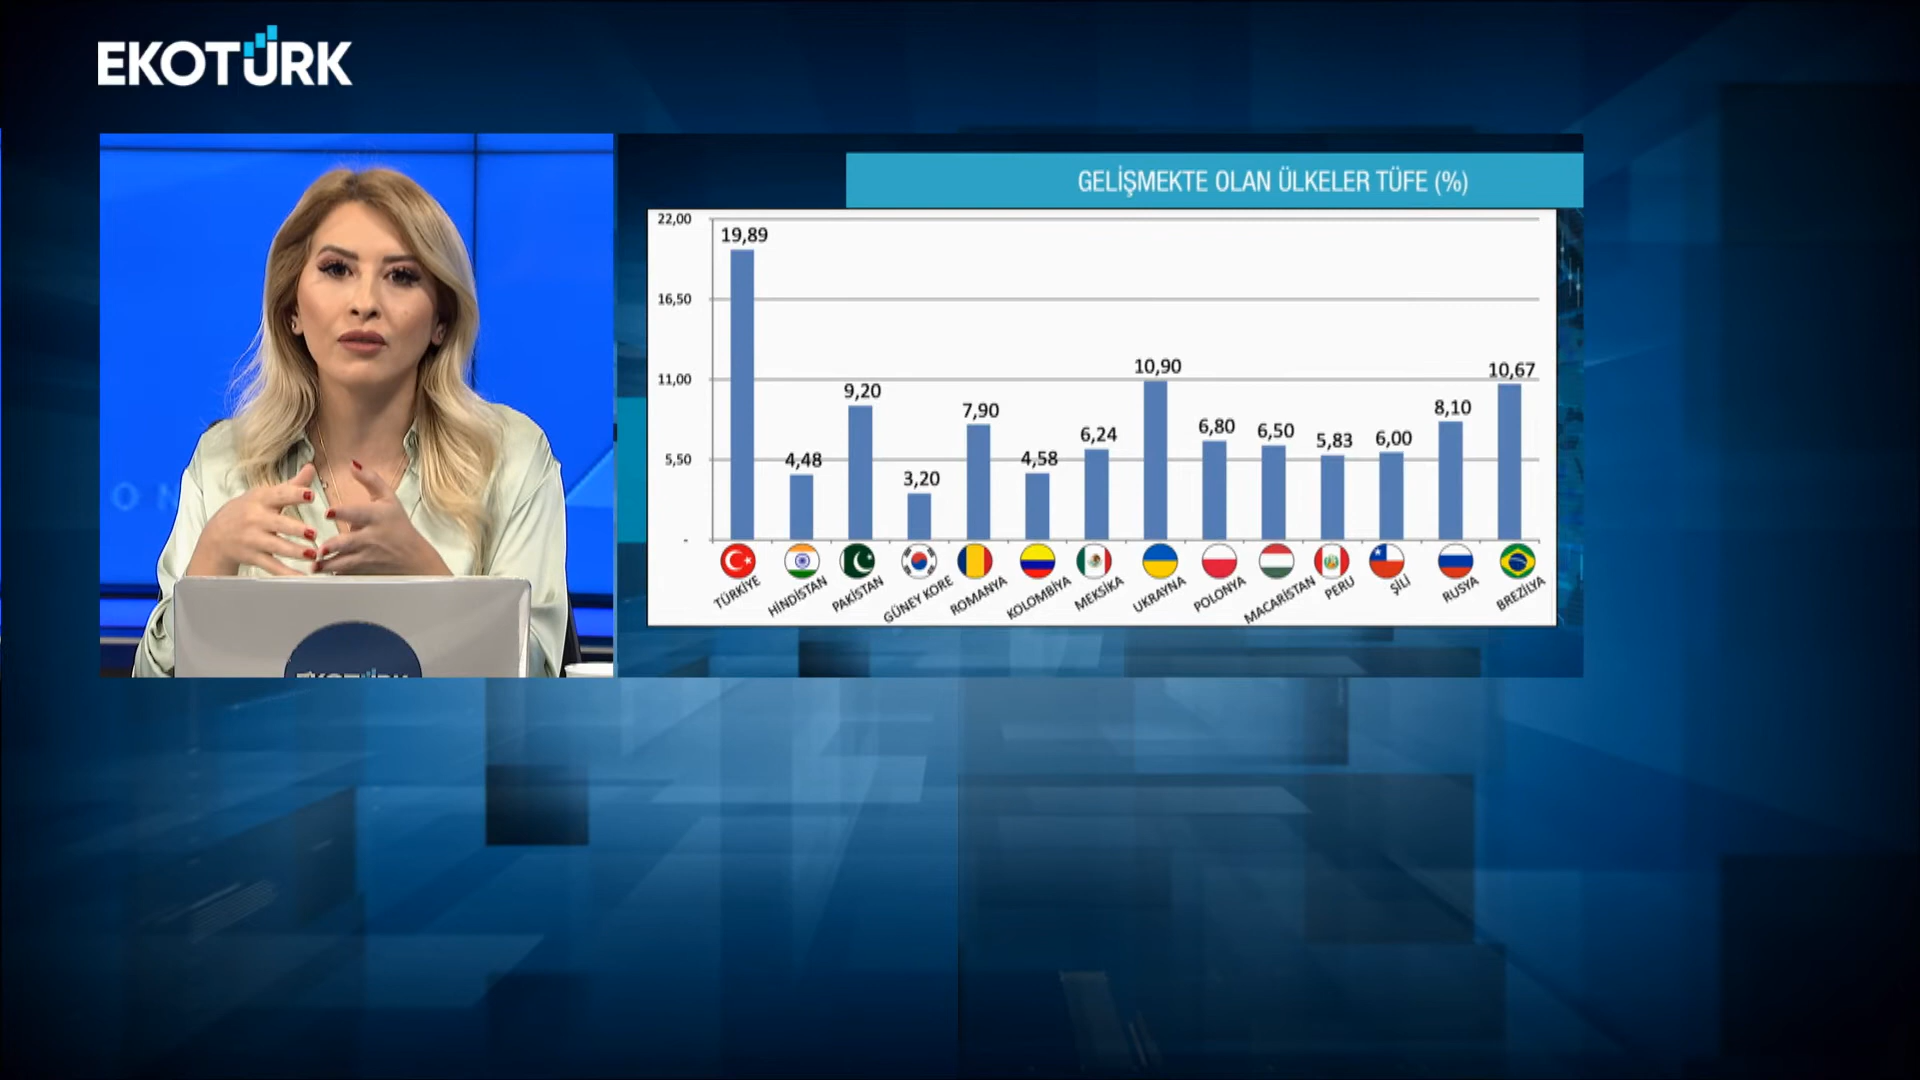 EKOTÜRK
GELİŞMEKTE OLAN ÜLKELER TÜFE (%)
22,00
16,50
11,00
5,50
-
19,89
4,48
9,20
3,20
7,90
4,58
6,24
10,90
6,80
6,50
5,83
6,00
8,10
10,67
TÜRKİYE
HİNDİSTAN
PAKİSTAN
GÜNEY KORE
ROMANYA
KOLOMBİYA
MEKSİKA
UKRAYNA
POLONYA
MACARİSTAN
PERU
ŞİLİ
RUSYA
BREZİLYA
ON
EKOTÜRK